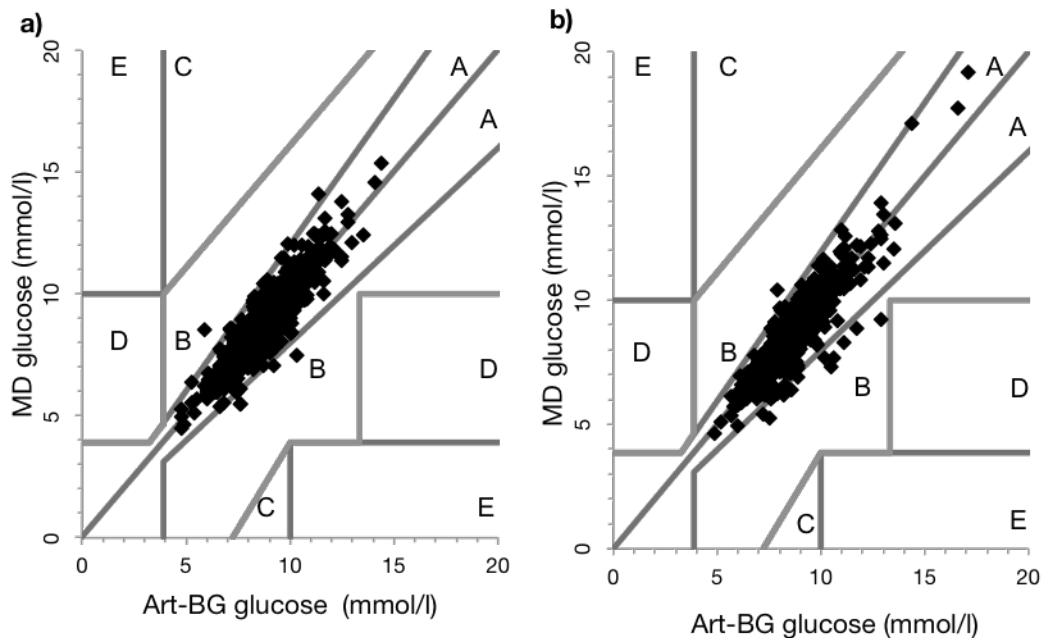 a)
MD glucose (mmol/l)
20
15
10
5
0
E
C
A
A
D
B
B
D
C
E
0 5 10 15 20
Art-BG glucose (mmol/l)
b)
MD glucose (mmol/l)
20
15
10
5
0
E
C
A
A
D
B
B
D
C
E
0 5 10 15 20
Art-BG glucose (mmol/l)